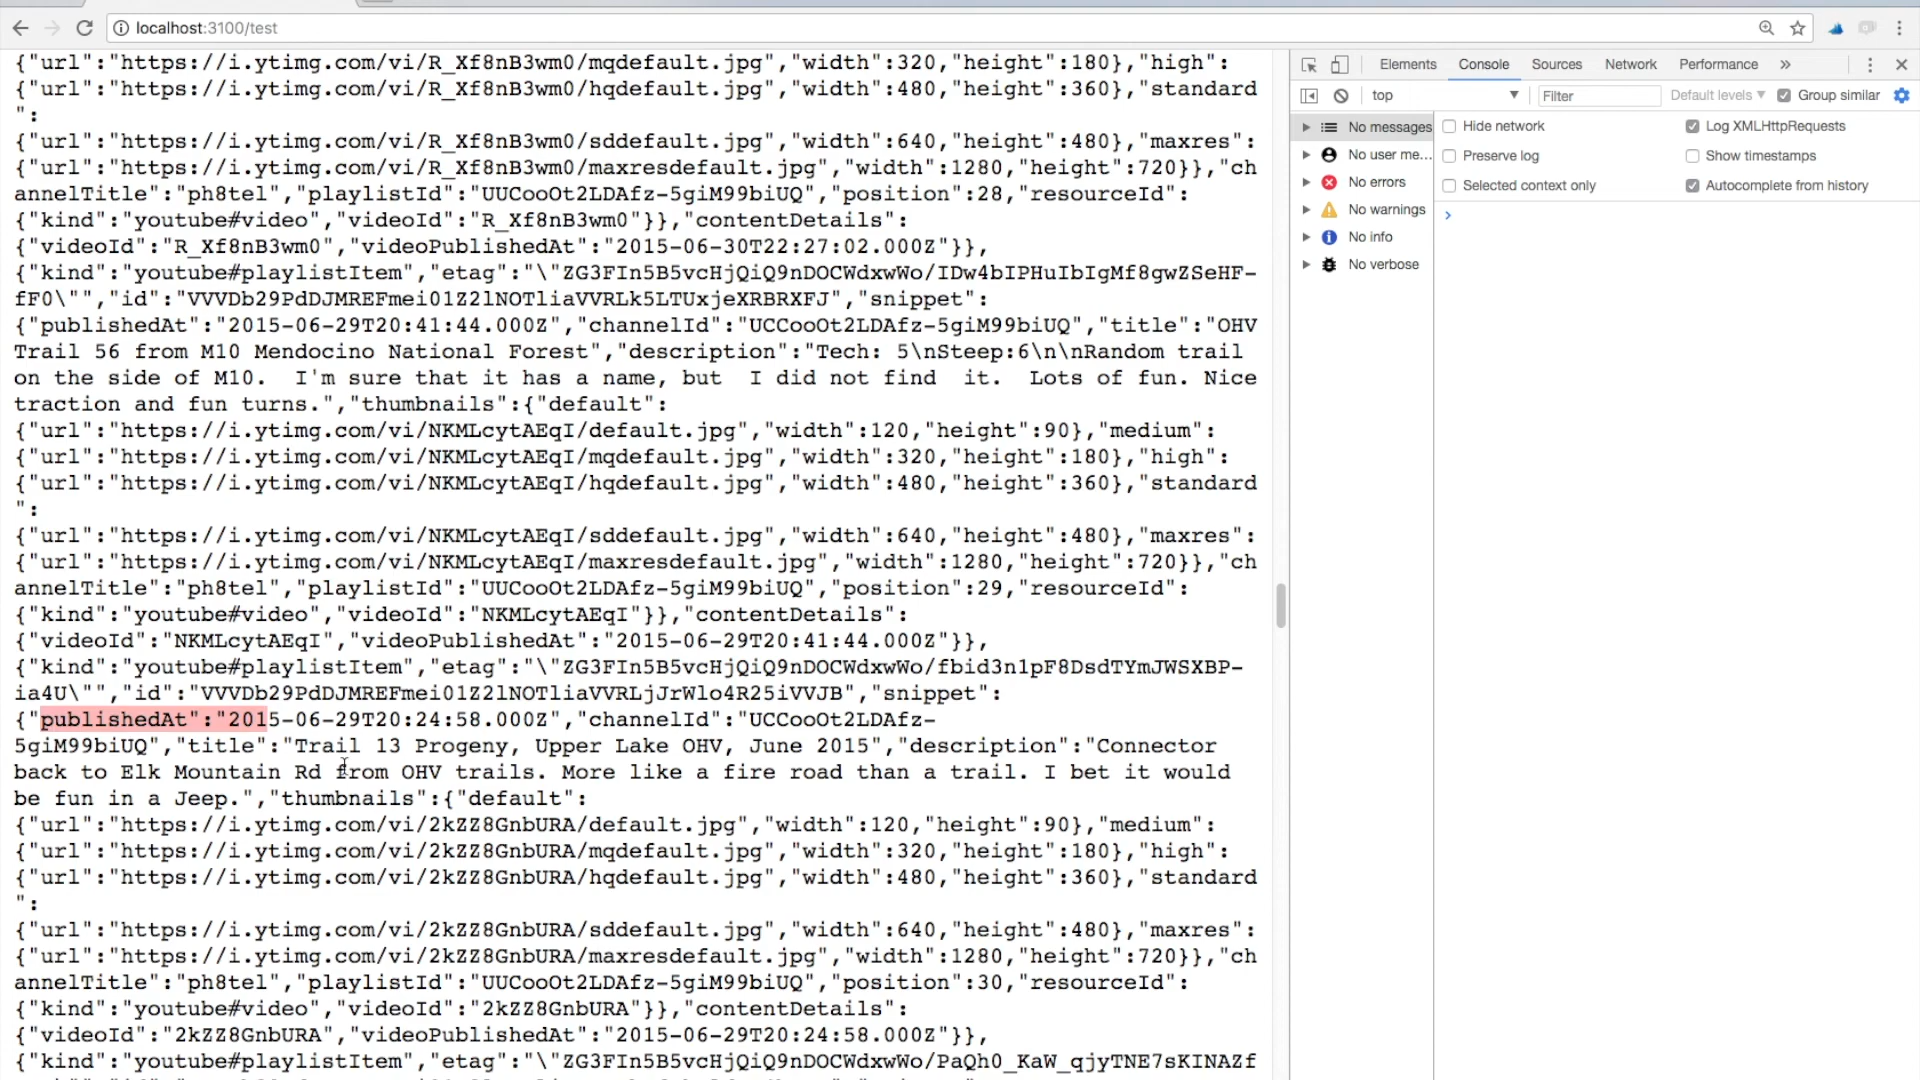 localhost:3100/test
{"url":"https://i.ytimg.com/vi/R_Xf8nB3wm0/mqdefault.jpg","width":320,"height":180},"high":
{"url":"https://i.ytimg.com/vi/R_Xf8nB3wm0/hqdefault.jpg","width":480,"height":360},"standard
":
{"url":"https://i.ytimg.com/vi/R_Xf8nB3wm0/sddefault.jpg","width":640,"height":480},"maxres":
{"url":"https://i.ytimg.com/vi/R_Xf8nB3wm0/maxresdefault.jpg","width":1280,"height":720}},"ch
annelTitle":"ph8tel","playlistId":"UUCooOt2LDAfz-5giM99biUQ","position":28,"resourceId":
{"kind":"youtube#video","videoId":"R_Xf8nB3wm0"}},"contentDetails":
{"videoId":"R_Xf8nB3wm0","videoPublishedAt":"2015-06-30T22:27:02.000Z"}},
{"kind":"youtube#playlistItem","etag":"\"ZG3FIn5B5vcHjQiQ9nDOCWdxwWo/IDw4bIPHuIbIgMf8gwZSeHF-
fF0\"","id":"VVVDb29PdDJMREFmei01Z2lNOTliaVVRLk5LTUxjeXRBRXFJ","snippet":
{"publishedAt":"2015-06-29T20:41:44.000Z","channelId":"UCCooOt2LDAfz-5giM99biUQ","title":"OHV
Trail 56 from M10 Mendocino National Forest","description":"Tech: 5\nSteep:6\n\nRandom trail
on the side of M10.  I'm sure that it has a name, but  I did not find  it.  Lots of fun. Nice
traction and fun turns.","thumbnails":{"default":
{"url":"https://i.ytimg.com/vi/NKMLcytAEqI/default.jpg","width":120,"height":90},"medium":
{"url":"https://i.ytimg.com/vi/NKMLcytAEqI/mqdefault.jpg","width":320,"height":180},"high":
{"url":"https://i.ytimg.com/vi/NKMLcytAEqI/hqdefault.jpg","width":480,"height":360},"standard
":
{"url":"https://i.ytimg.com/vi/NKMLcytAEqI/sddefault.jpg","width":640,"height":480},"maxres":
{"url":"https://i.ytimg.com/vi/NKMLcytAEqI/maxresdefault.jpg","width":1280,"height":720}},"ch
annelTitle":"ph8tel","playlistId":"UUCooOt2LDAfz-5giM99biUQ","position":29,"resourceId":
{"kind":"youtube#video","videoId":"NKMLcytAEqI"}},"contentDetails":
{"videoId":"NKMLcytAEqI","videoPublishedAt":"2015-06-29T20:41:44.000Z"}},
{"kind":"youtube#playlistItem","etag":"\"ZG3FIn5B5vcHjQiQ9nDOCWdxwWo/fbid3n1pF8DsdTYmJWSXBP-
ia4U\"","id":"VVVDb29PdDJMREFmei01Z2lNOTliaVVRLjJrWlo4R25iVVJB","snippet":
{"publishedAt":"2015-06-29T20:24:58.000Z","channelId":"UCCooOt2LDAfz-
5giM99biUQ","title":"Trail 13 Progeny, Upper Lake OHV, June 2015","description":"Connector
back to Elk Mountain Rd from OHV trails. More like a fire road than a trail. I bet it would
be fun in a Jeep.","thumbnails":{"default":
{"url":"https://i.ytimg.com/vi/2kZZ8GnbURA/default.jpg","width":120,"height":90},"medium":
{"url":"https://i.ytimg.com/vi/2kZZ8GnbURA/mqdefault.jpg","width":320,"height":180},"high":
{"url":"https://i.ytimg.com/vi/2kZZ8GnbURA/hqdefault.jpg","width":480,"height":360},"standard
":
{"url":"https://i.ytimg.com/vi/2kZZ8GnbURA/sddefault.jpg","width":640,"height":480},"maxres":
{"url":"https://i.ytimg.com/vi/2kZZ8GnbURA/maxresdefault.jpg","width":1280,"height":720}},"ch
annelTitle":"ph8tel","playlistId":"UUCooOt2LDAfz-5giM99biUQ","position":30,"resourceId":
{"kind":"youtube#video","videoId":"2kZZ8GnbURA"}},"contentDetails":
{"videoId":"2kZZ8GnbURA","videoPublishedAt":"2015-06-29T20:24:58.000Z"}},
{"kind":"youtube#playlistItem","etag":"\"ZG3FIn5B5vcHjQiQ9nDOCWdxwWo/PaQh0_KaW_qjyTNE7sKINAZf
Elements Console Sources Network Performance »
top Filter Default levels Group similar
No messages
No user me...
No errors
No warnings
No info
No verbose
Hide network Log XMLHttpRequests
Preserve log Show timestamps
Selected context only Autocomplete from history